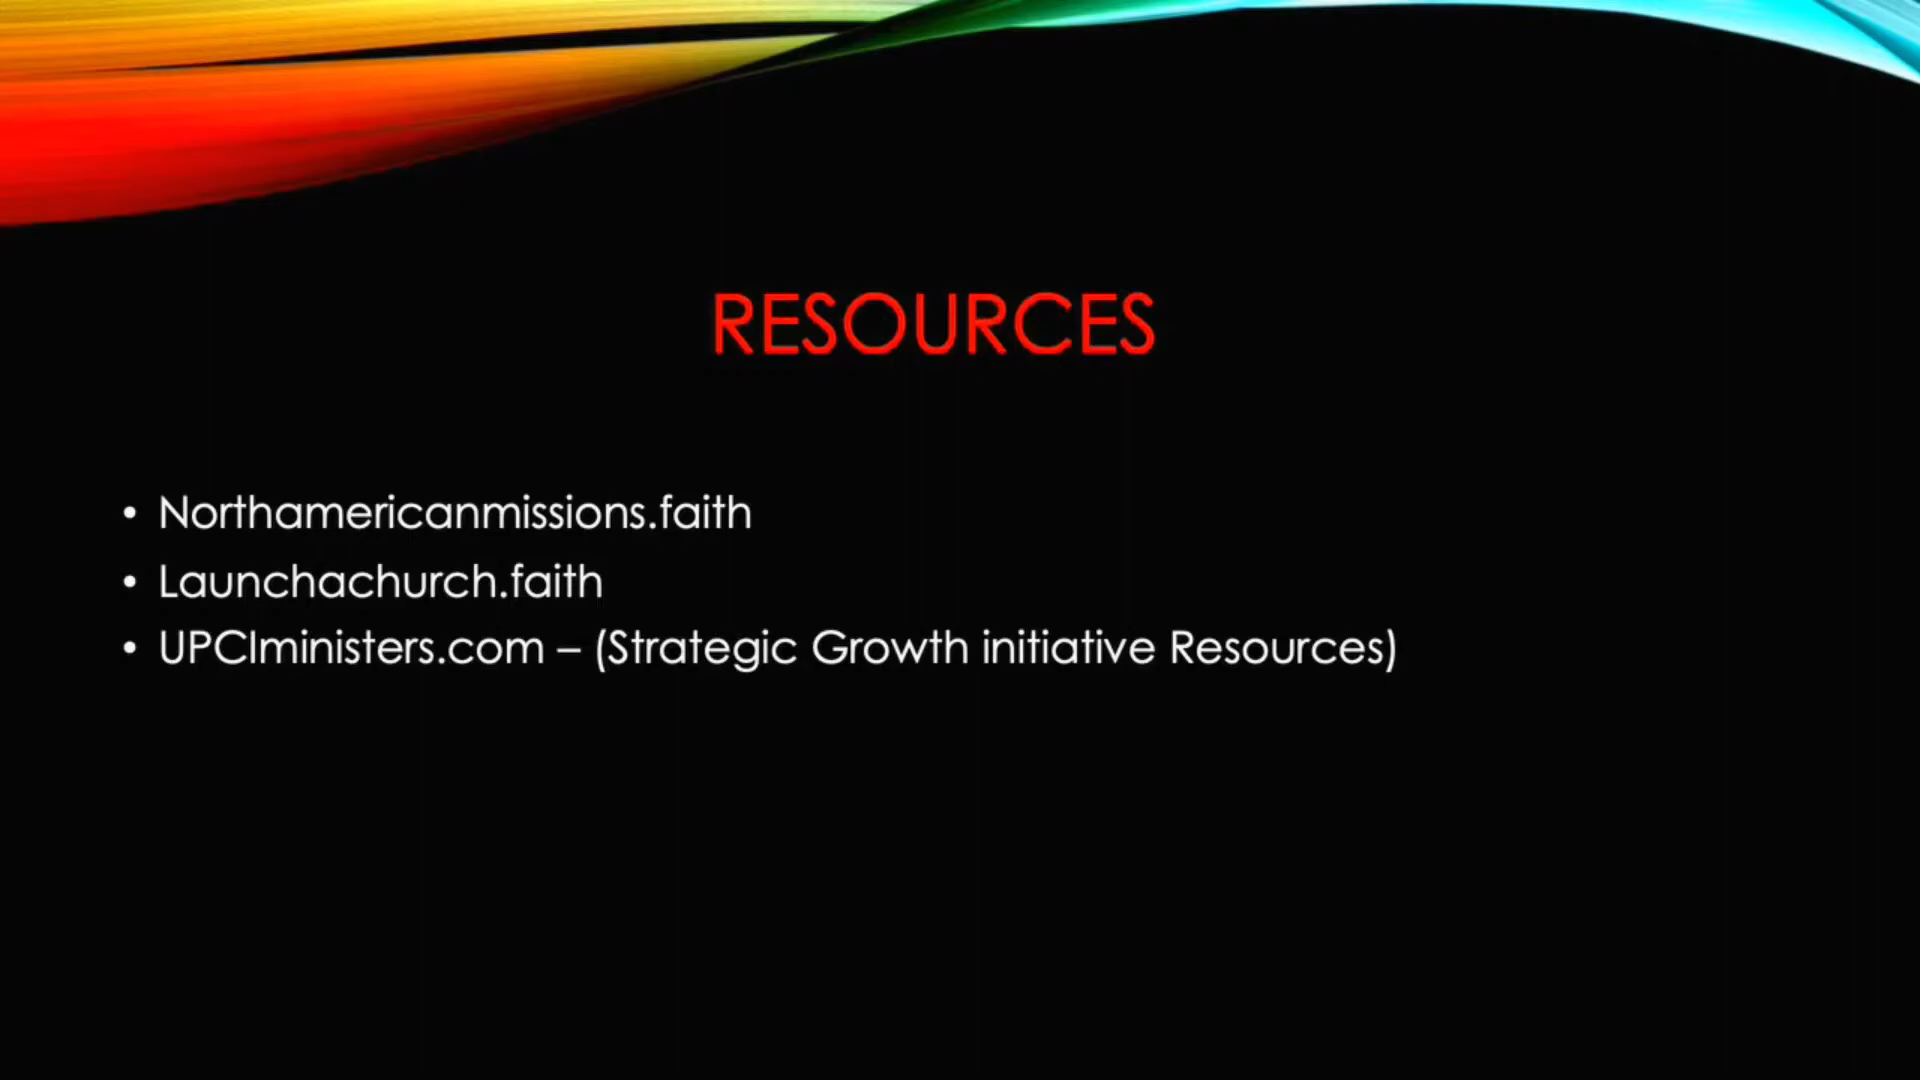 RESOURCES
• Northamericanmissions.faith
• Launchachurch.faith
• UPCIministers.com – (Strategic Growth initiative Resources)